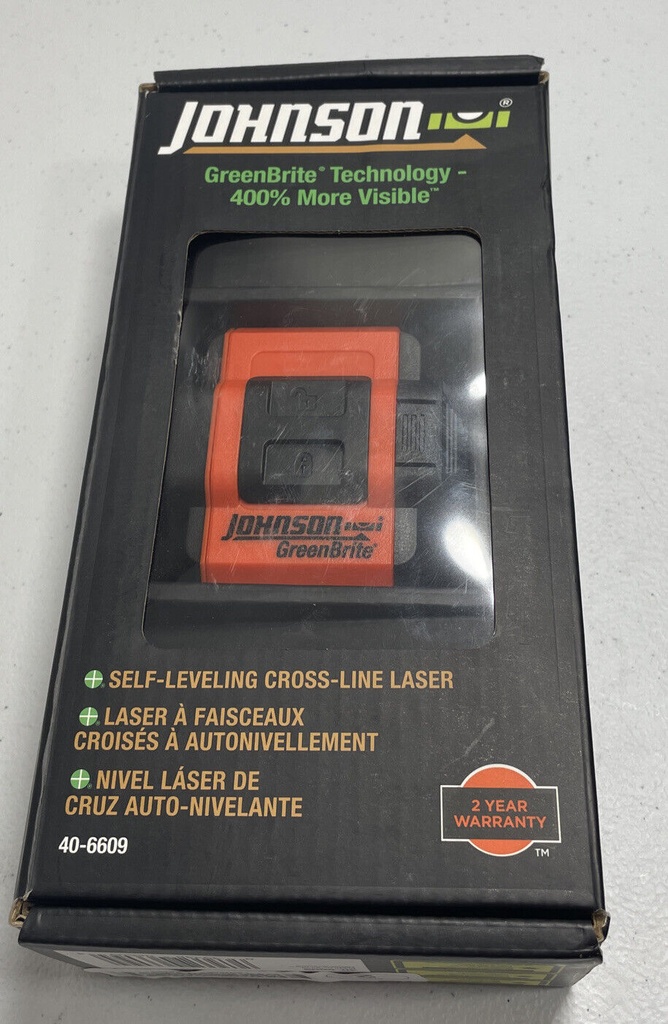 JOHNSON ®
GreenBrite® Technology -
400% More Visible™
JOHNSON
GreenBrite®
SELF-LEVELING CROSS-LINE LASER
LASER À FAISCEAUX
CROISÉS À AUTONIVELLEMENT
NIVEL LÁSER DE
CRUZ AUTO-NIVELANTE
40-6609
2 YEAR
WARRANTY
TM